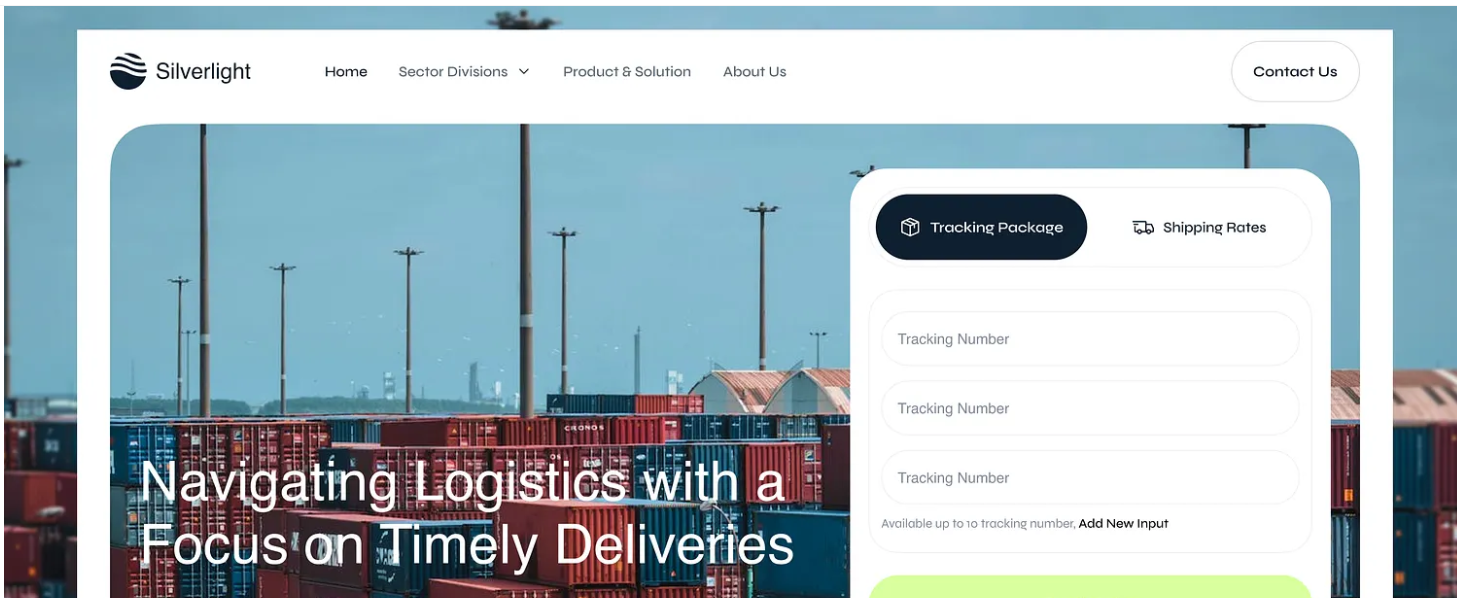 Silverlight
Home
Sector Divisions
Product & Solution
About Us
Contact Us
Tracking Package
Shipping Rates
Tracking Number
Tracking Number
Tracking Number
Available up to 10 tracking number, Add New Input
CRONOS
Navigating Logistics with a
Focus on Timely Deliveries